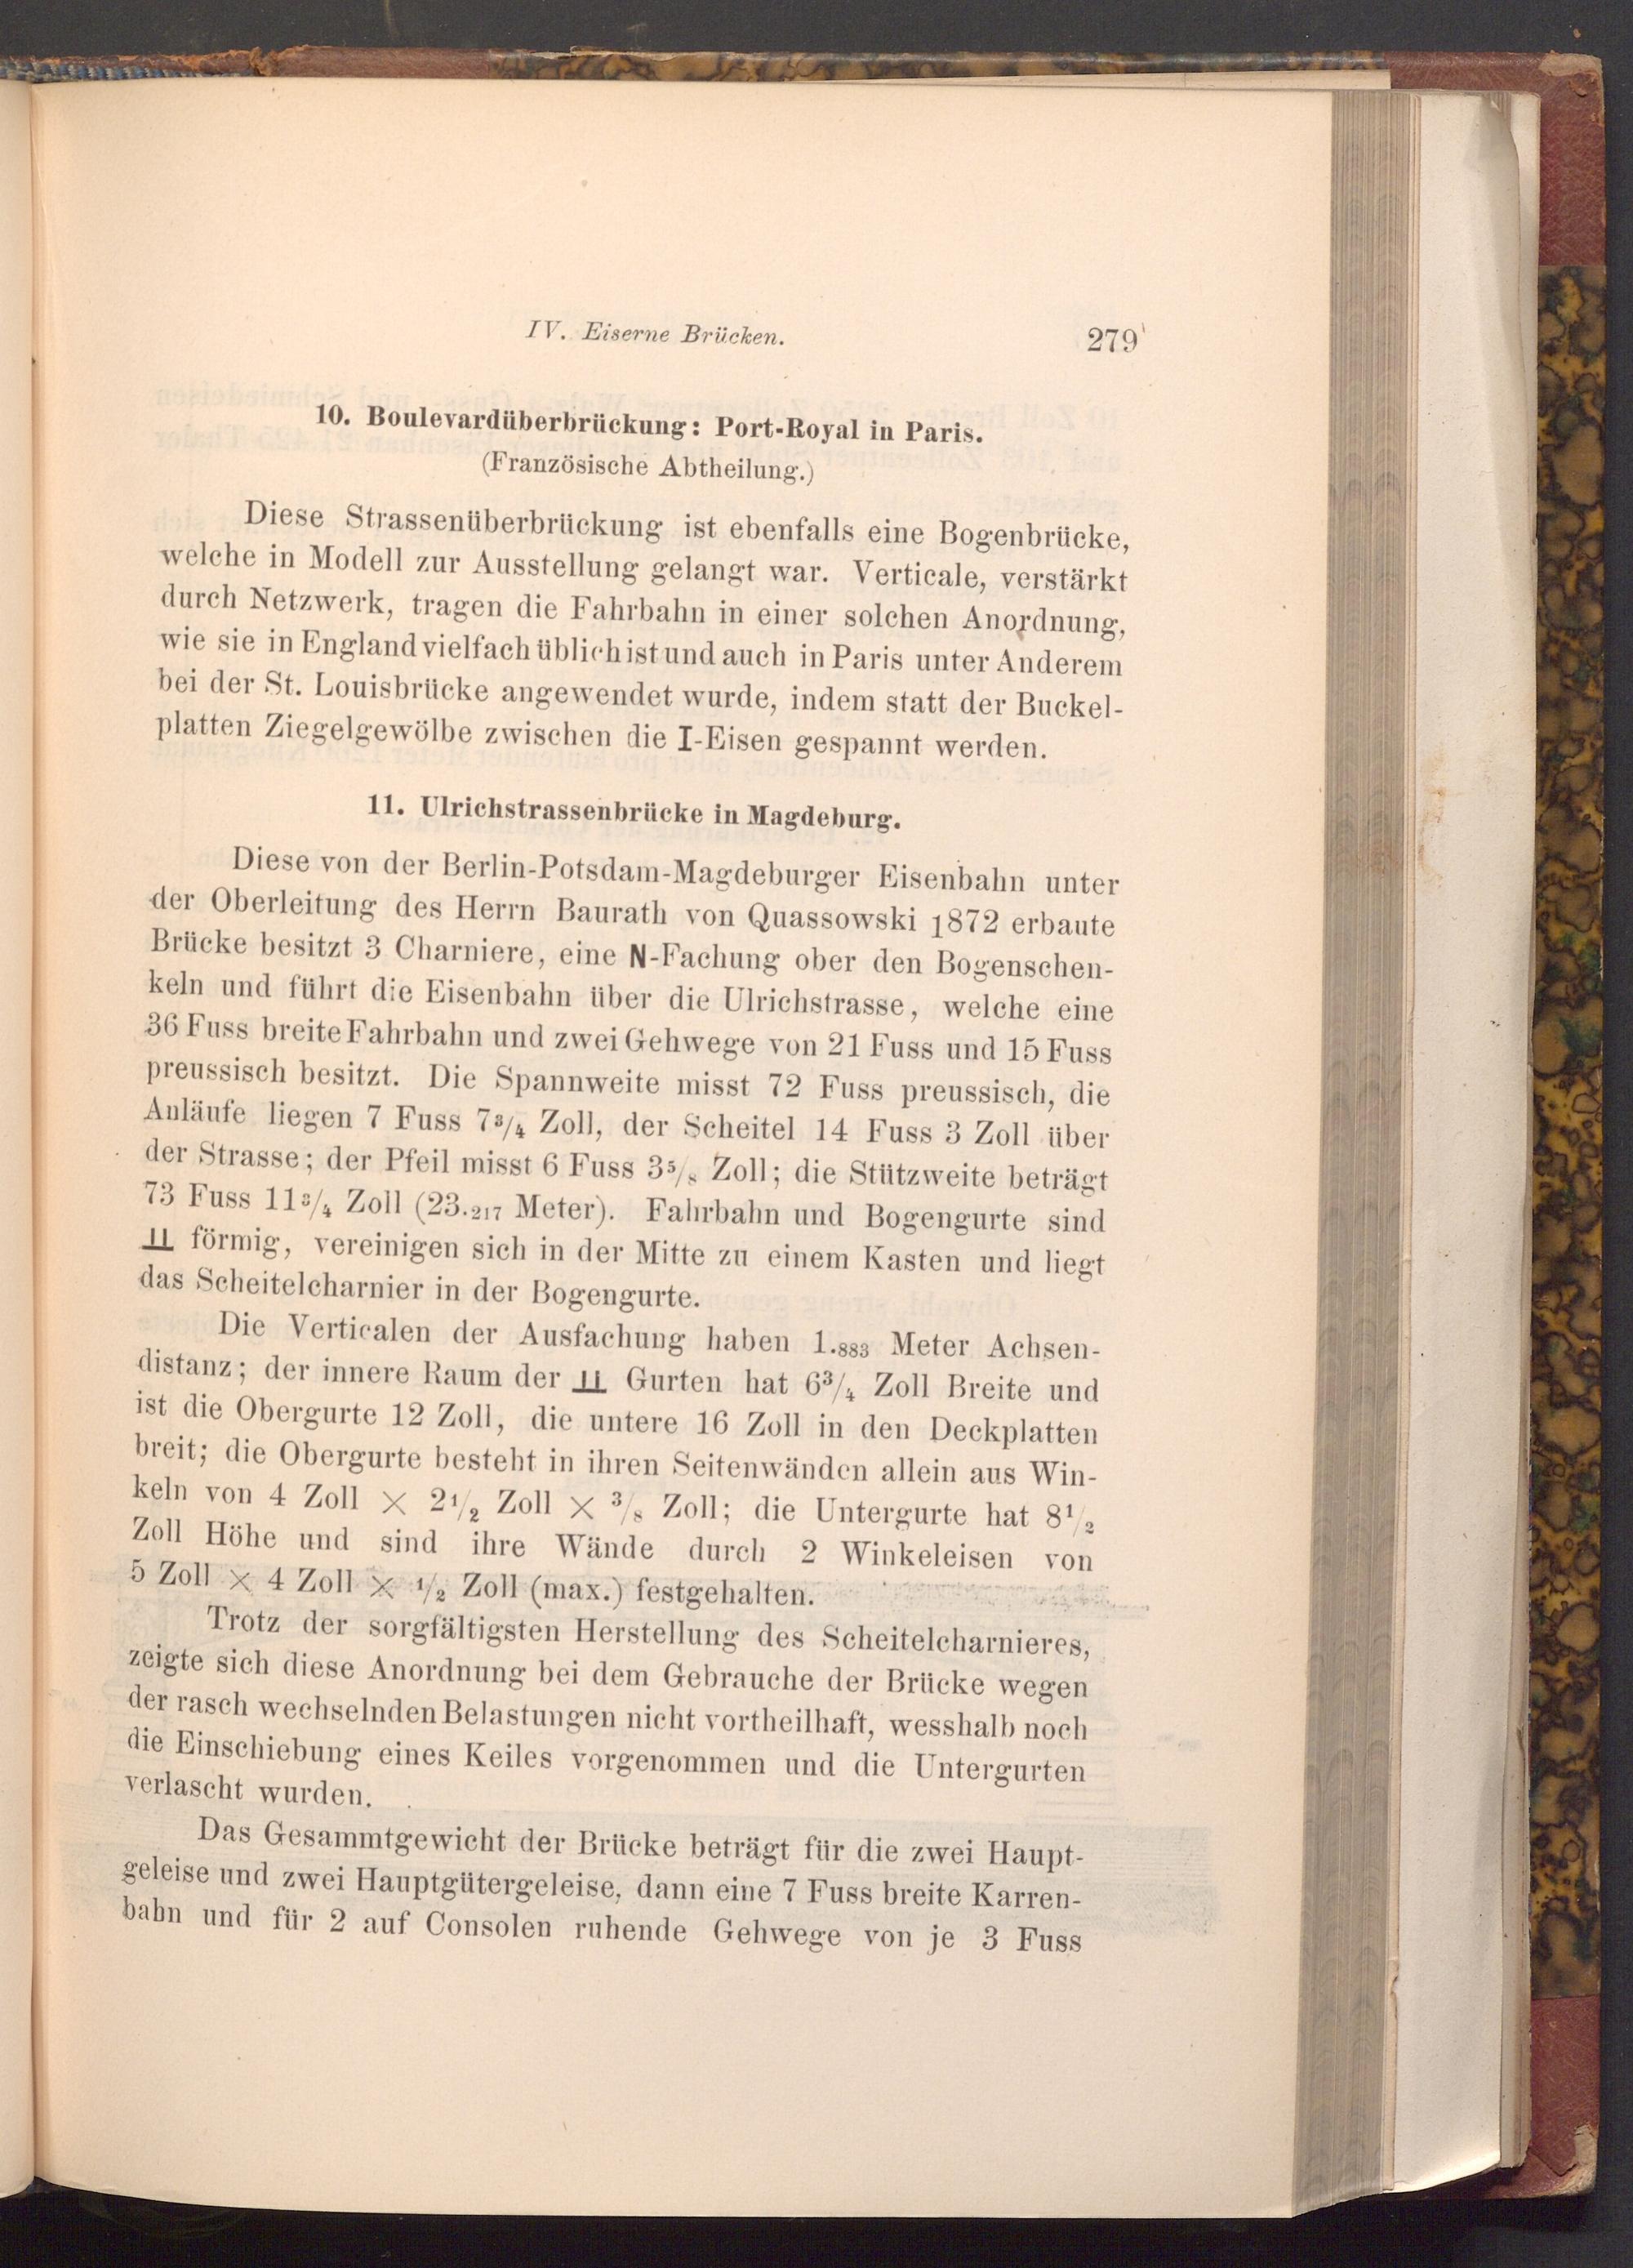 IV. Eiserne Brücken. 279
10. Boulevardüberbrückung: Port-Royal in Paris.
(Französische Abtheilung.)
Diese Strassenüberbrückung ist ebenfalls eine Bogenbrücke,
welche in Modell zur Ausstellung gelangt war. Verticale, verstärkt
durch Netzwerk, tragen die Fahrbahn in einer solchen Anordnung,
wie sie in England vielfach üblich ist und auch in Paris unter Anderem
bei der St. Louisbrücke angewendet wurde, indem statt der Buckel-
platten Ziegelgewölbe zwischen die I-Eisen gespannt werden.
11. Ulrichstrassenbrücke in Magdeburg.
Diese von der Berlin-Potsdam-Magdeburger Eisenbahn unter
der Oberleitung des Herrn Baurath von Quassowski 1872 erbaute
Brücke besitzt 3 Charniere, eine N-Fachung ober den Bogenschen-
keln und führt die Eisenbahn über die Ulrichstrasse, welche eine
36 Fuss breite Fahrbahn und zwei Gehwege von 21 Fuss und 15 Fuss
preussisch besitzt. Die Spannweite misst 72 Fuss preussisch, die
Anläufe liegen 7 Fuss 7 3/4 Zoll, der Scheitel 14 Fuss 3 Zoll über
der Strasse; der Pfeil misst 6 Fuss 3 5/8 Zoll; die Stützweite beträgt
73 Fuss 11 3/4 Zoll (23.217 Meter). Fahrbahn und Bogengurte sind
⅃L förmig, vereinigen sich in der Mitte zu einem Kasten und liegt
das Scheitelcharnier in der Bogengurte.
Die Verticalen der Ausfachung haben 1.883 Meter Achsen-
distanz; der innere Raum der ⅃L Gurten hat 6 3/4 Zoll Breite und
ist die Obergurte 12 Zoll, die untere 16 Zoll in den Deckplatten
breit; die Obergurte besteht in ihren Seitenwänden allein aus Win-
keln von 4 Zoll × 2 1/2 Zoll × 3/8 Zoll; die Untergurte hat 8 1/2
Zoll Höhe und sind ihre Wände durch 2 Winkeleisen von
5 Zoll × 4 Zoll × 1/2 Zoll (max.) festgehalten.
Trotz der sorgfältigsten Herstellung des Scheitelcharnieres,
zeigte sich diese Anordnung bei dem Gebrauche der Brücke wegen
der rasch wechselnden Belastungen nicht vortheilhaft, wesshalb noch
die Einschiebung eines Keiles vorgenommen und die Untergurten
verlascht wurden.
Das Gesammtgewicht der Brücke beträgt für die zwei Haupt-
geleise und zwei Hauptgütergeleise, dann eine 7 Fuss breite Karren-
bahn und für 2 auf Consolen ruhende Gehwege von je 3 Fuss